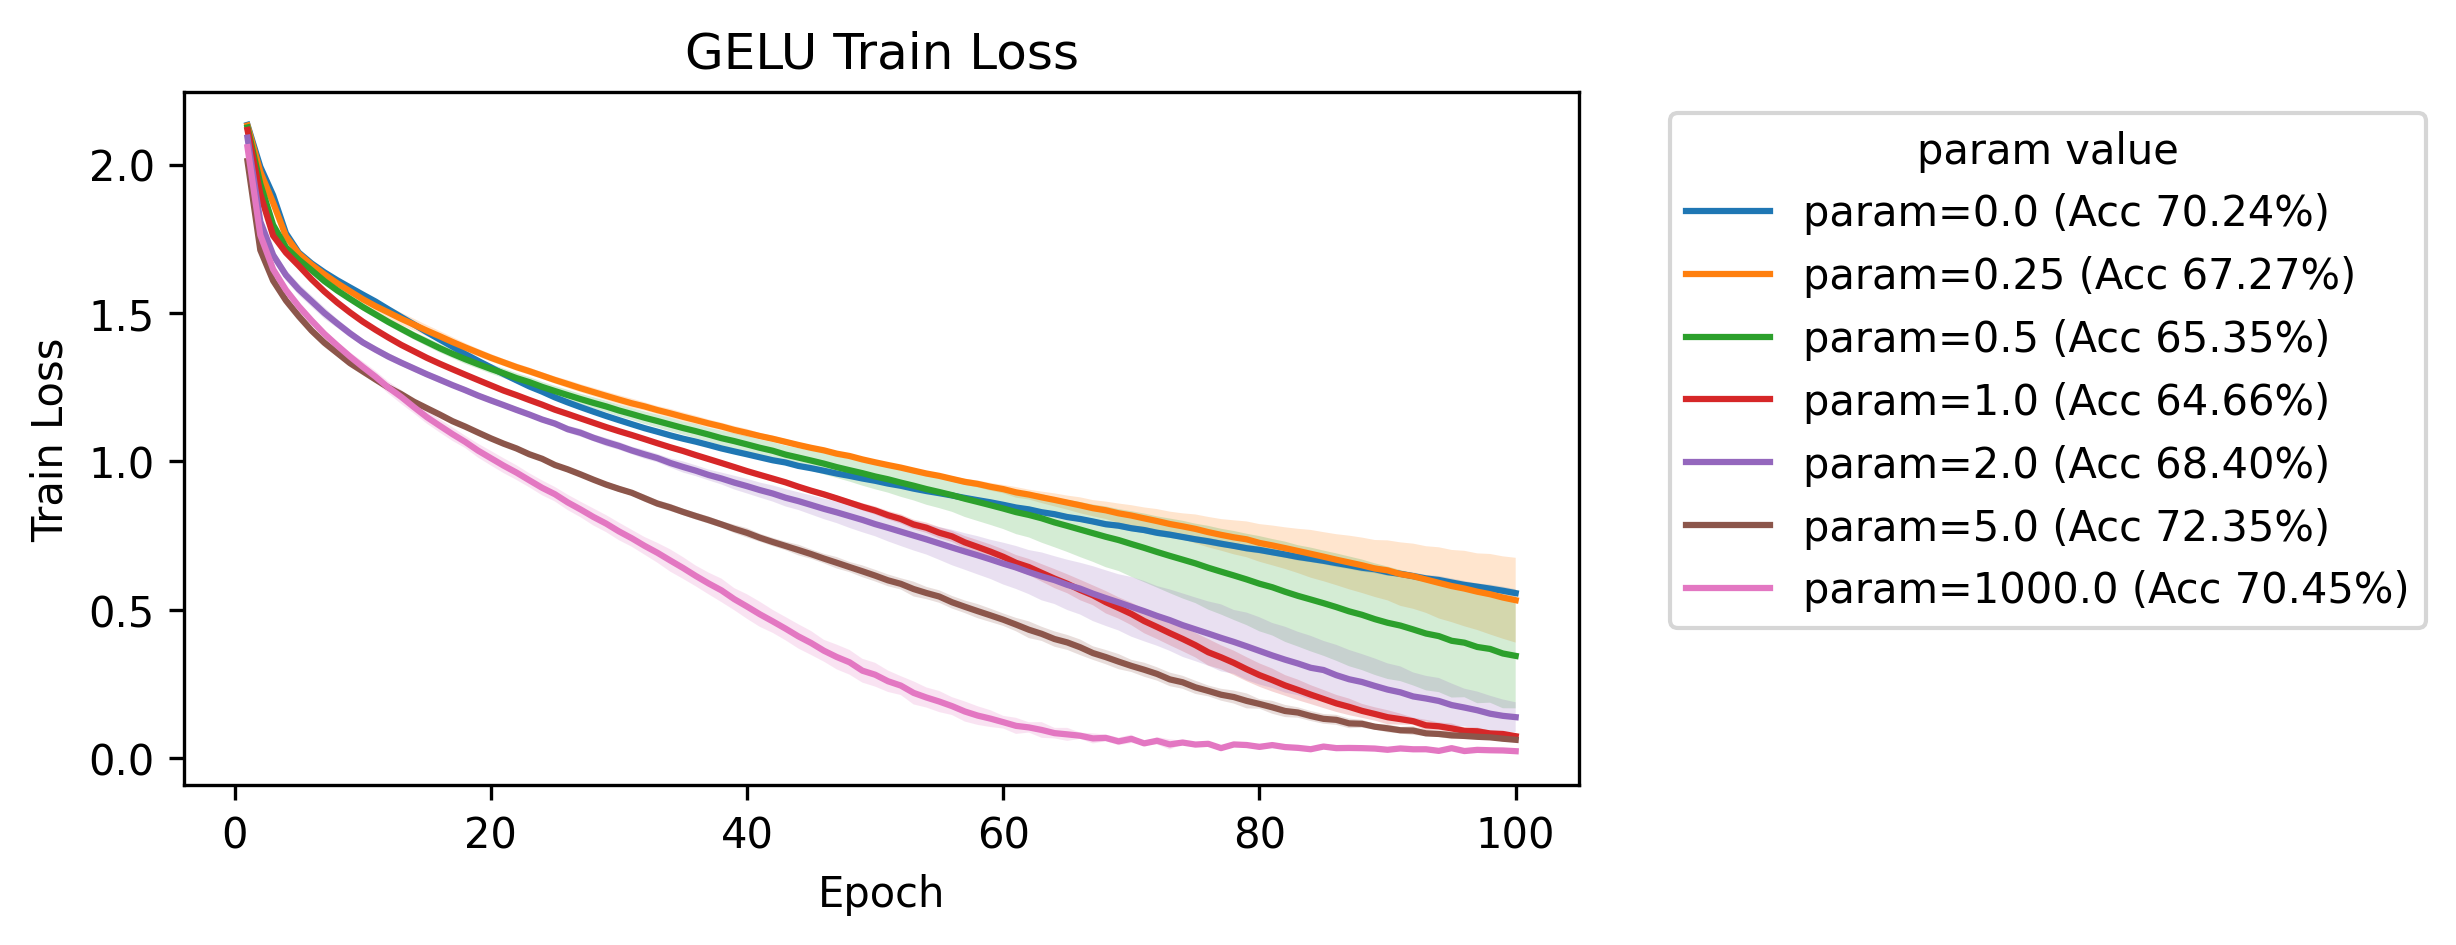 GELU Train Loss
Train Loss
2.0
1.5
1.0
0.5
0.0
0 20 40 60 80 100
Epoch
param value
param=0.0 (Acc 70.24%)
param=0.25 (Acc 67.27%)
param=0.5 (Acc 65.35%)
param=1.0 (Acc 64.66%)
param=2.0 (Acc 68.40%)
param=5.0 (Acc 72.35%)
param=1000.0 (Acc 70.45%)